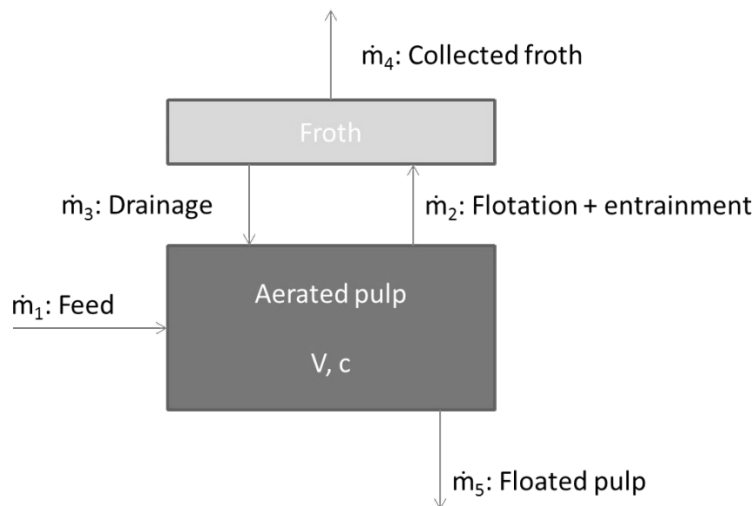 ṁ₄: Collected froth
Froth
ṁ₃: Drainage
ṁ₂: Flotation + entrainment
Aerated pulp
ṁ₁: Feed
V, c
ṁ₅: Floated pulp